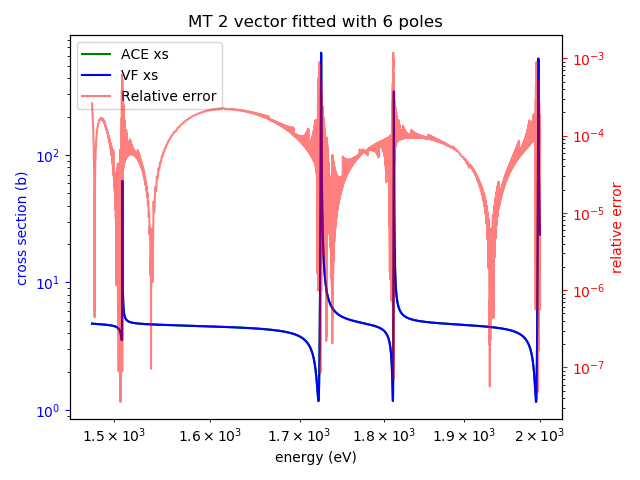 MT 2 vector fitted with 6 poles
ACE xs
VF xs
Relative error
cross section (b)
10²
10¹
10⁰
relative error
10⁻³
10⁻⁴
10⁻⁵
10⁻⁶
10⁻⁷
1.5 × 10³ 1.6 × 10³ 1.7 × 10³ 1.8 × 10³ 1.9 × 10³ 2 × 10³
energy (eV)